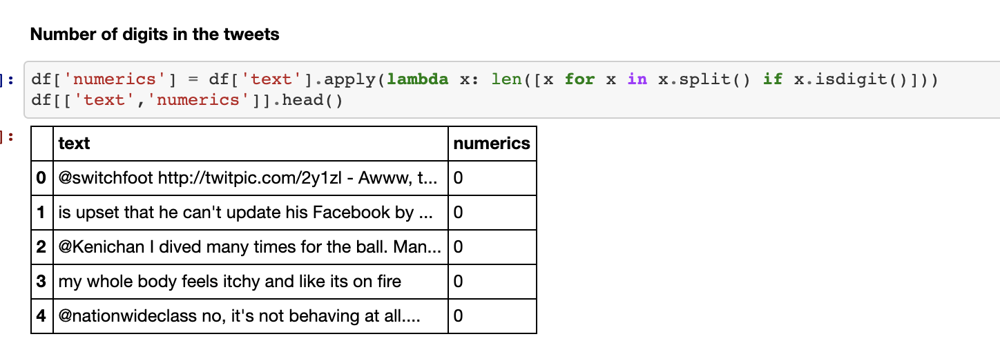 Number of digits in the tweets
]: df['numerics'] = df['text'].apply(lambda x: len([x for x in x.split() if x.isdigit()]))
df[['text','numerics']].head()
]:
text numerics
0 @switchfoot http://twitpic.com/2y1zl - Awww, t... 0
1 is upset that he can't update his Facebook by ... 0
2 @Kenichan I dived many times for the ball. Man... 0
3 my whole body feels itchy and like its on fire 0
4 @nationwideclass no, it's not behaving at all.... 0